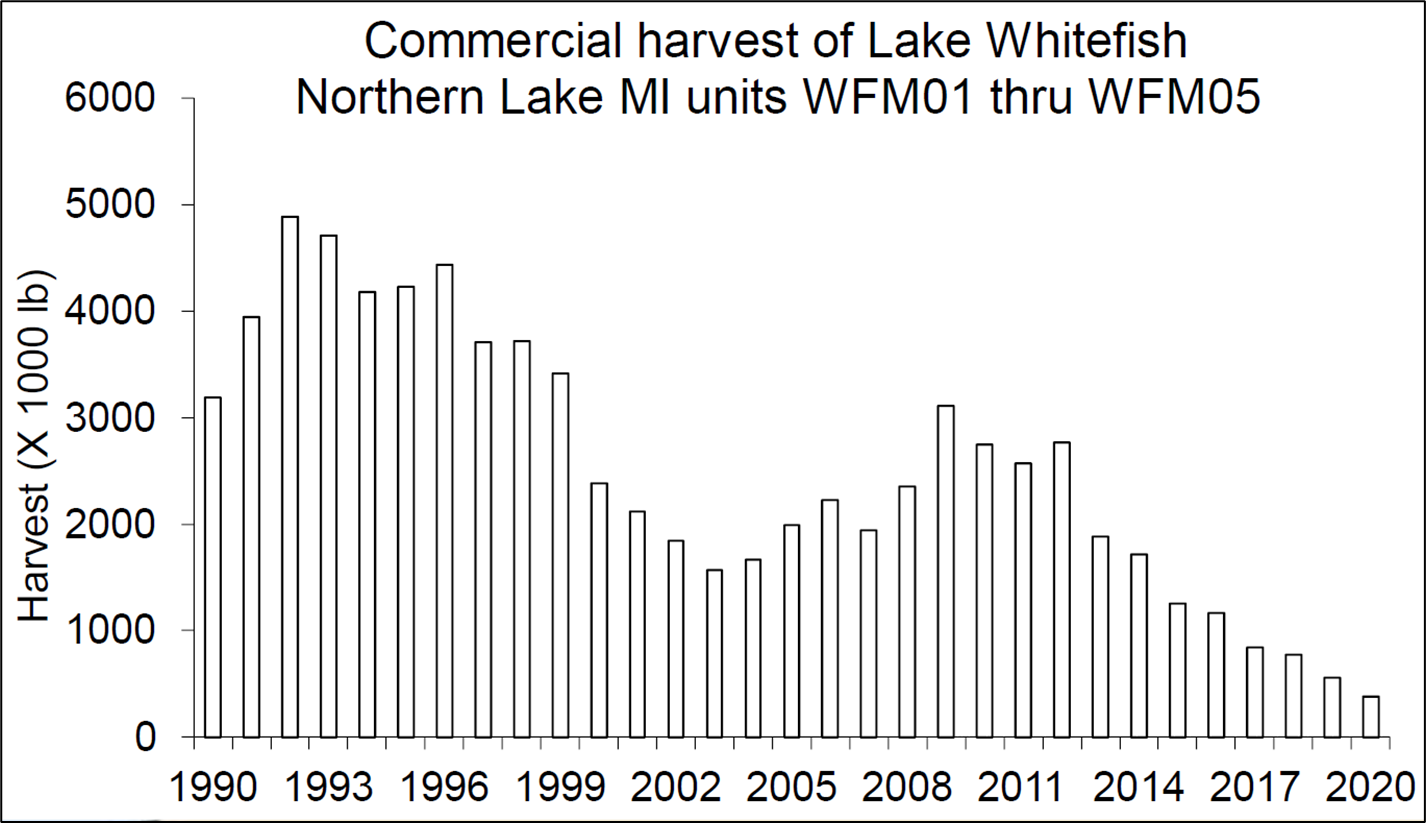 Commercial harvest of Lake Whitefish
Northern Lake MI units WFM01 thru WFM05
Harvest (X 1000 lb)
6000
5000
4000
3000
2000
1000
0
1990 1993 1996 1999 2002 2005 2008 2011 2014 2017 2020